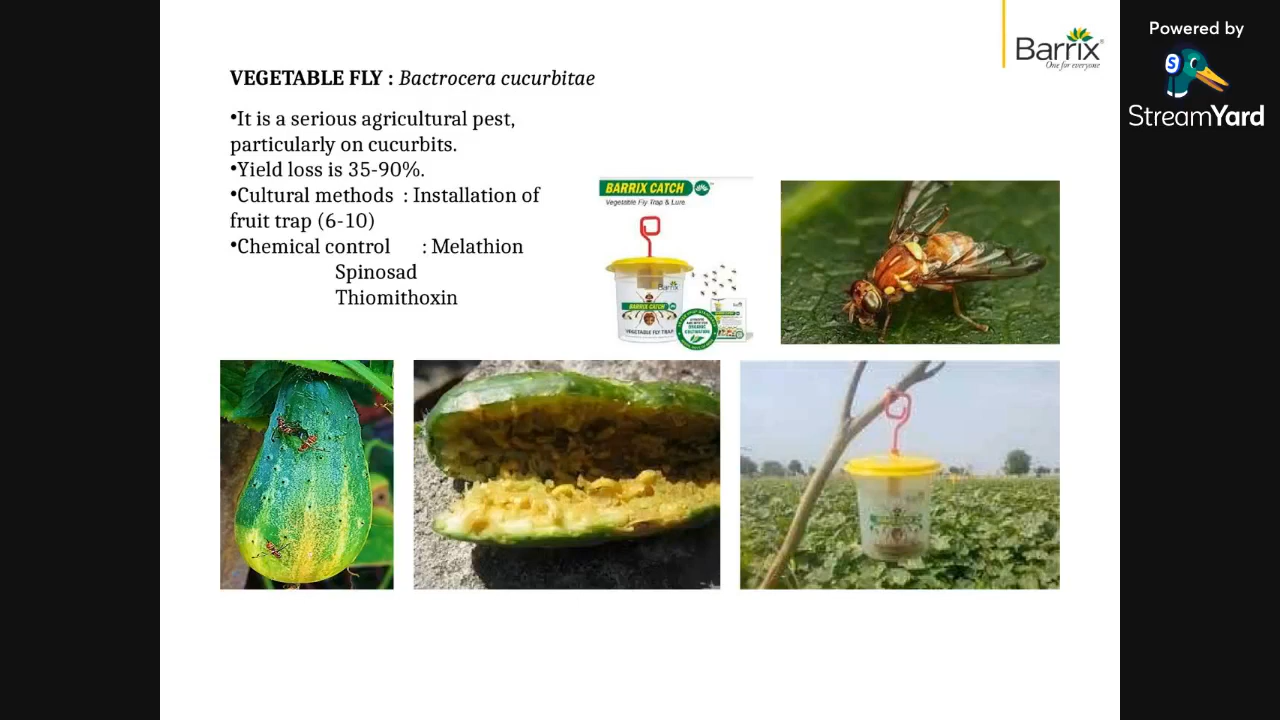 Powered by
StreamYard
Barrix
One for everyone
VEGETABLE FLY : Bactrocera cucurbitae
•It is a serious agricultural pest,
particularly on cucurbits.
•Yield loss is 35-90%.
•Cultural methods : Installation of
fruit trap (6-10)
•Chemical control : Melathion
Spinosad
Thiomithoxin
BARRIX CATCH
Vegetable Fly Trap & Lure
Barrix
BARRIX CATCH
VEGETABLE FLY TRAP